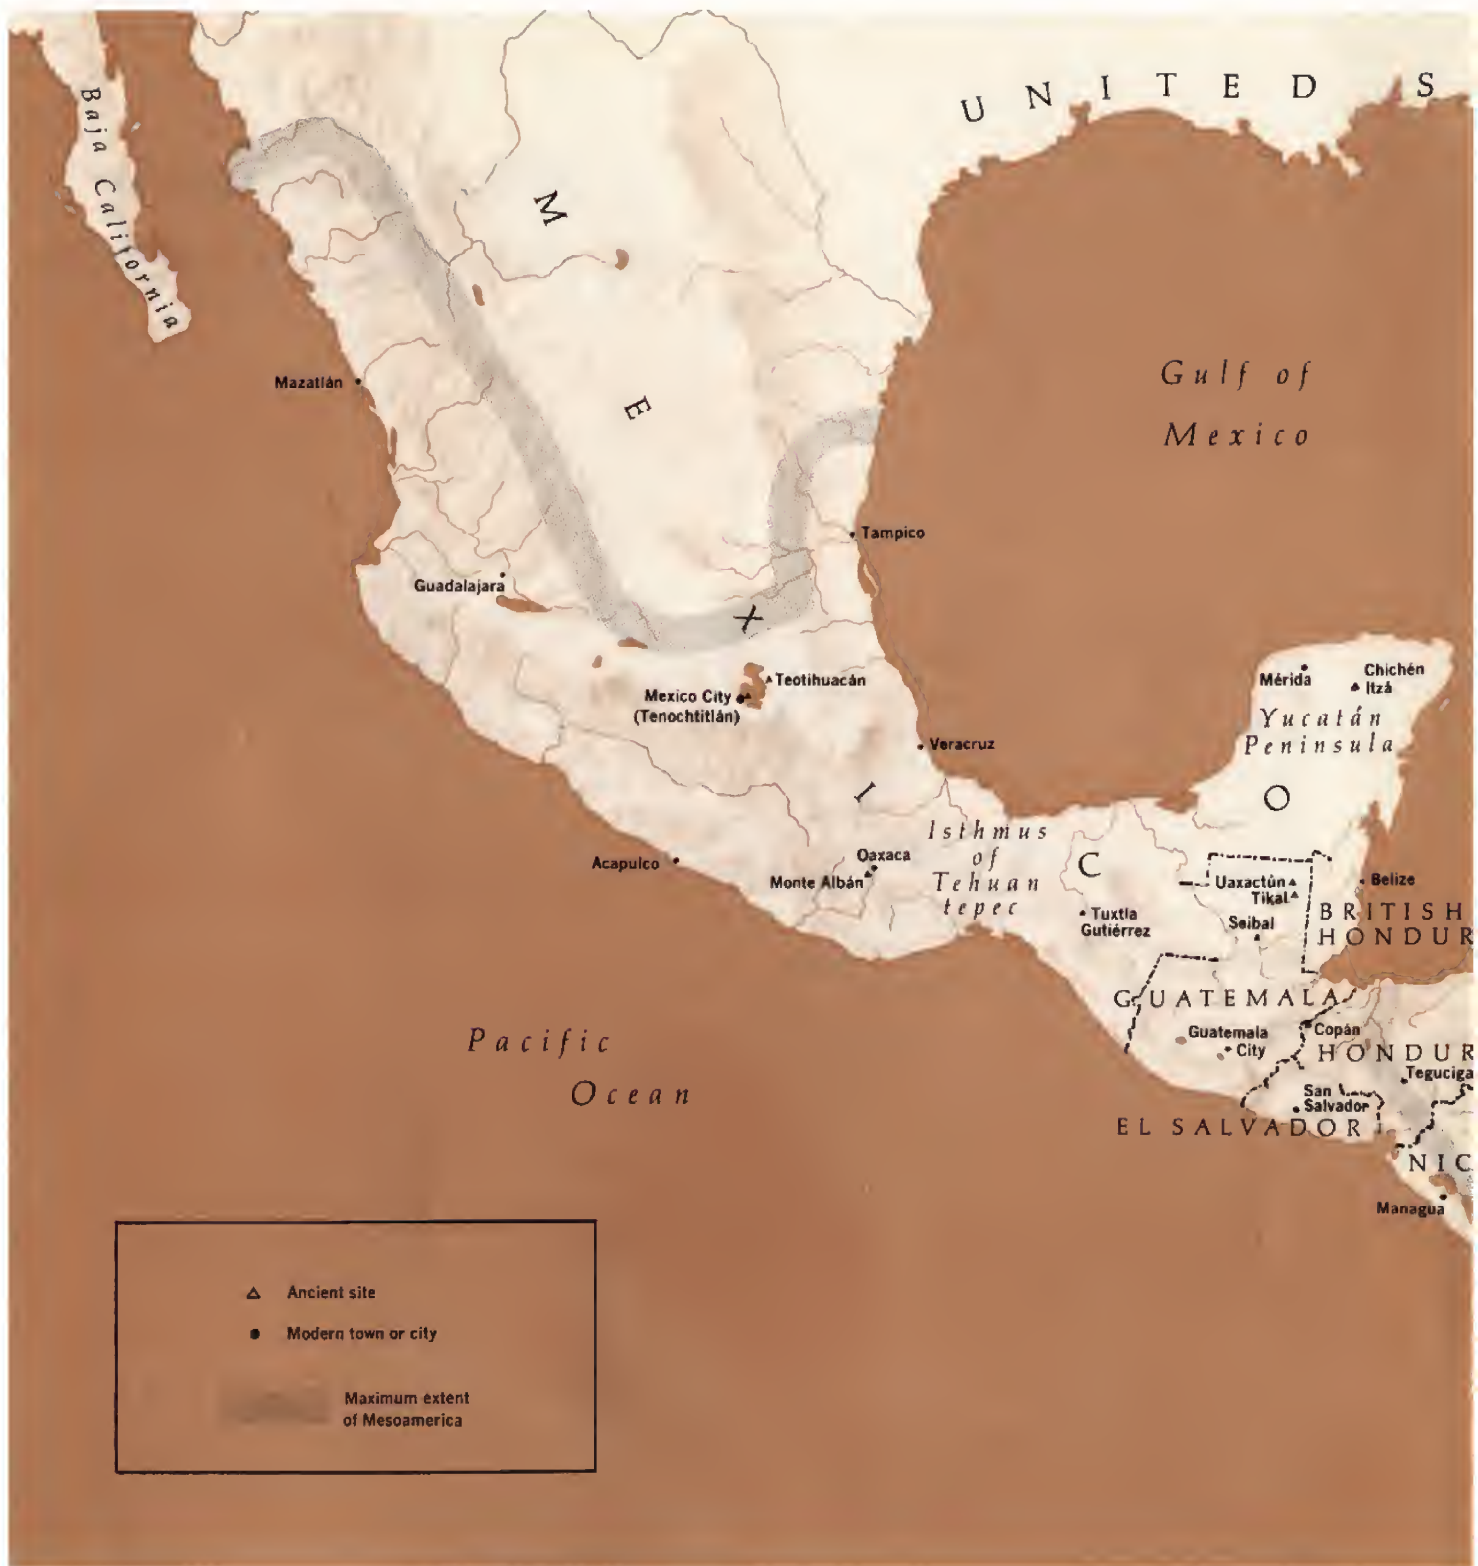 UNITED S
Baja California
MEXICO
Gulf of
Mexico
Mazatlán
Tampico
Guadalajara
Teotihuacán
Mexico City
(Tenochtitlán)
Mérida
Chichén
Itzá
Yucatán
Peninsula
Veracruz
Isthmus
of
Tehuan
tepec
Acapulco
Oaxaca
Monte Albán
Tuxtla
Gutiérrez
Uaxactún
Tikal
Seibal
Belize
BRITISH
HONDUR
GUATEMALA
Guatemala
City
Copán
HONDUR
Teguciga
San
Salvador
EL SALVADOR
NIC
Managua
Pacific
Ocean
Ancient site
Modern town or city
Maximum extent
of Mesoamerica